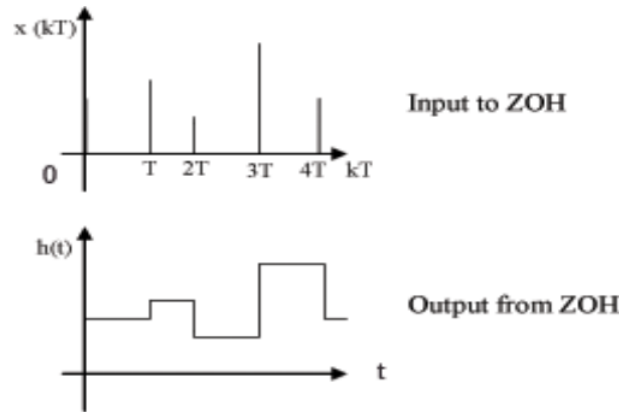 x (kT)
Input to ZOH
0
T 2T 3T 4T kT
h(t)
Output from ZOH
t